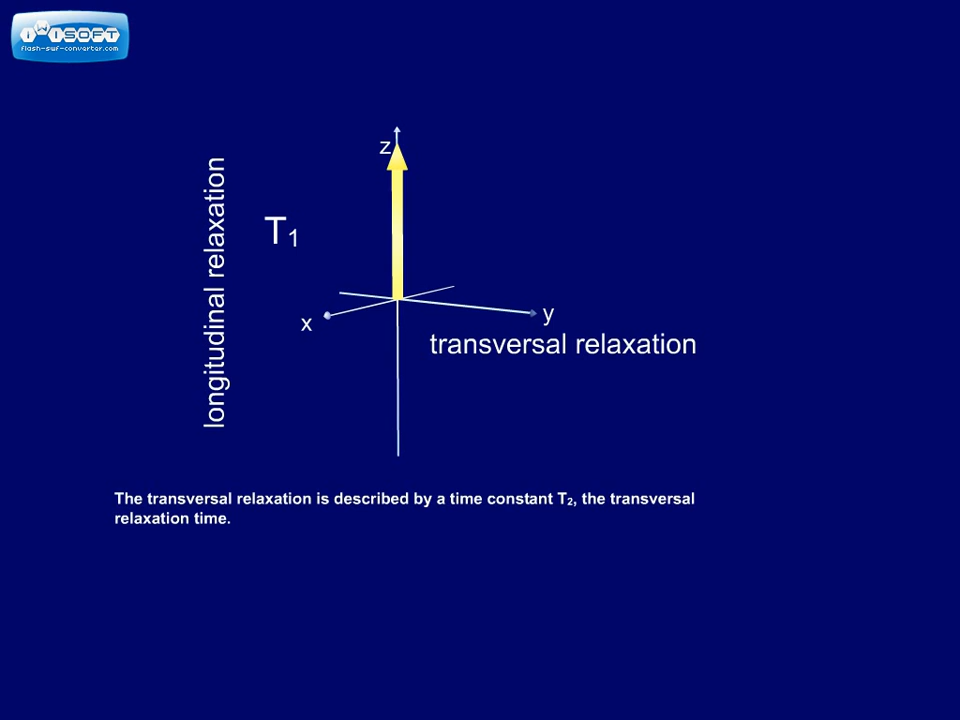 iWiSOFT
flash-swf-converter.com
z
longitudinal relaxation
T₁
x
y
transversal relaxation
The transversal relaxation is described by a time constant T₂, the transversal
relaxation time.